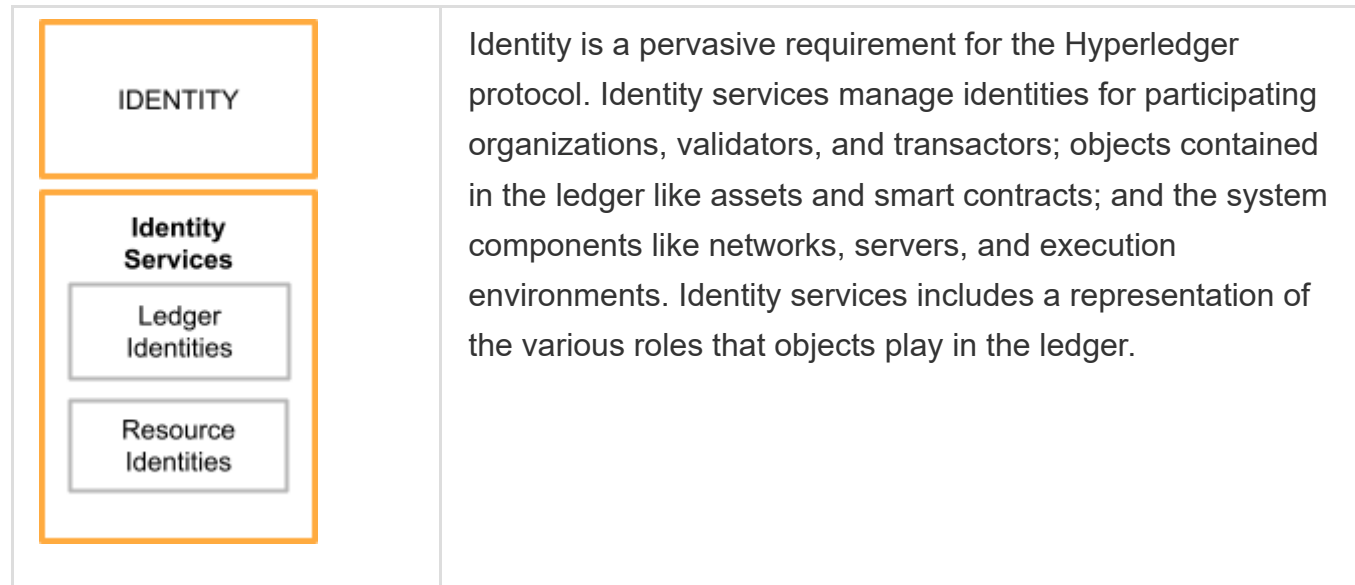 IDENTITY
Identity
Services
Ledger
Identities
Resource
Identities
Identity is a pervasive requirement for the Hyperledger
protocol. Identity services manage identities for participating
organizations, validators, and transactors; objects contained
in the ledger like assets and smart contracts; and the system
components like networks, servers, and execution
environments. Identity services includes a representation of
the various roles that objects play in the ledger.